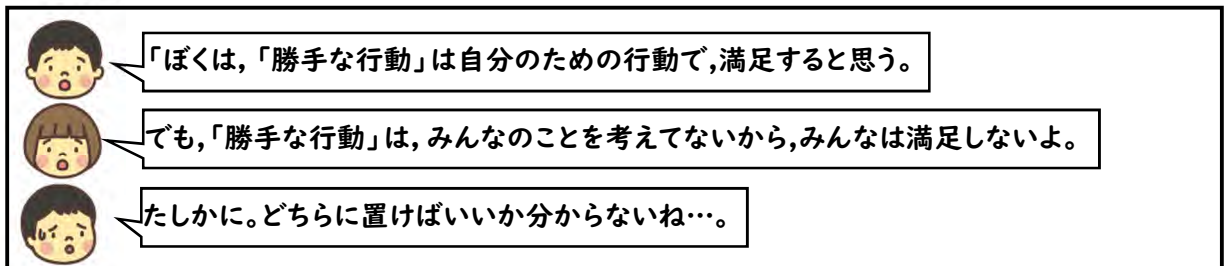 「ぼくは,「勝手な行動」は自分のための行動で,満足すると思う。
でも,「勝手な行動」は,みんなのことを考えてないから,みんなは満足しないよ。
たしかに。どちらに置けばいいか分からないね…。